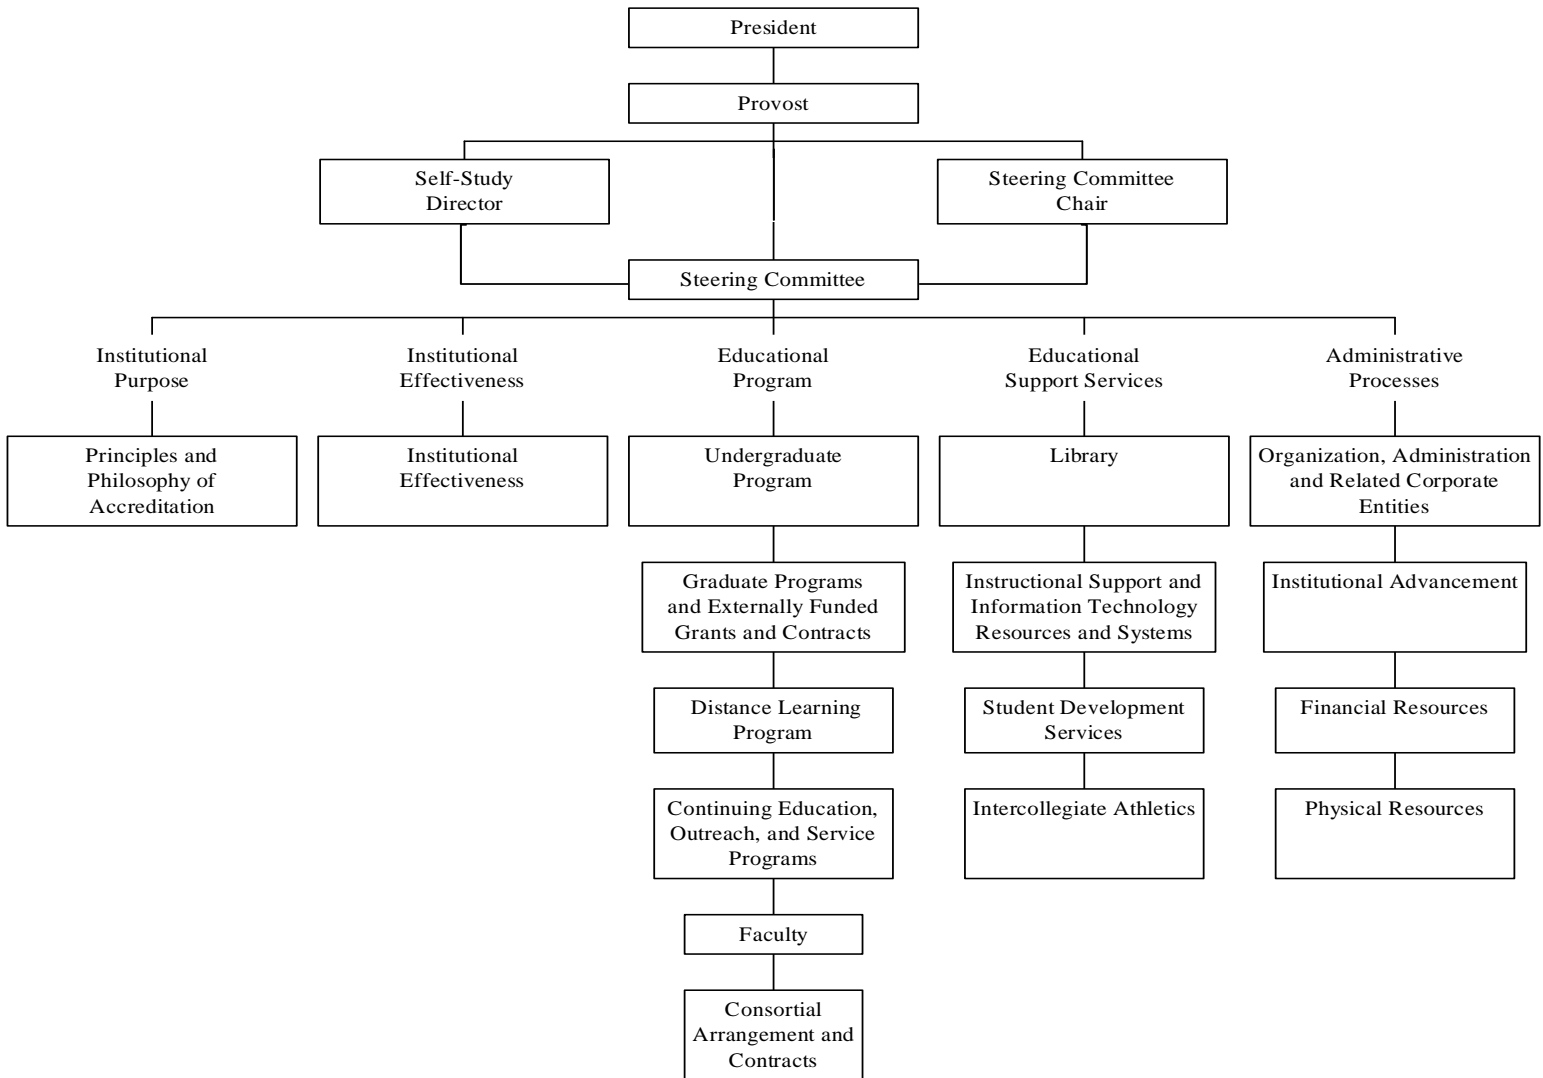 President
Provost
Self-Study
Director
Steering Committee
Chair
Steering Committee
Institutional
Purpose
Institutional
Effectiveness
Educational
Program
Educational
Support Services
Administrative
Processes
Principles and
Philosophy of
Accreditation
Institutional
Effectiveness
Undergraduate
Program
Library
Organization, Administration
and Related Corporate
Entities
Graduate Programs
and Externally Funded
Grants and Contracts
Instructional Support and
Information Technology
Resources and Systems
Institutional Advancement
Distance Learning
Program
Student Development
Services
Financial Resources
Continuing Education,
Outreach, and Service
Programs
Intercollegiate Athletics
Physical Resources
Faculty
Consortial
Arrangement and
Contracts